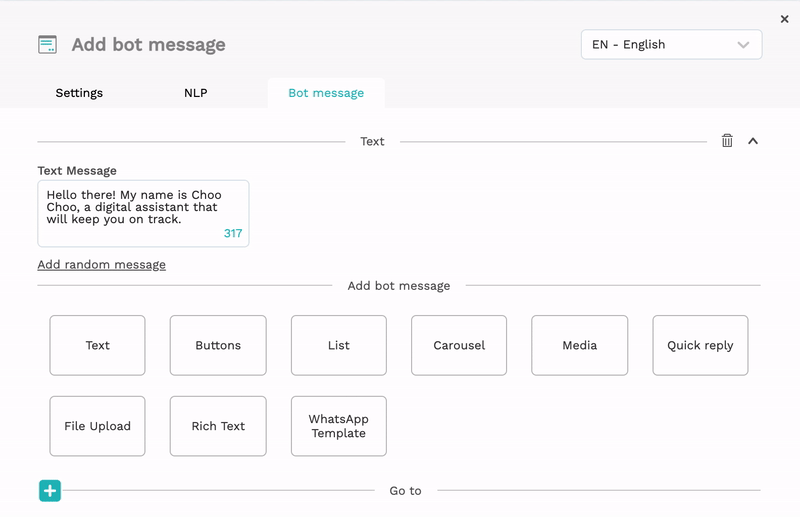 Add bot message
EN - English
Settings
NLP
Bot message
Text
Text Message
Hello there! My name is Choo
Choo, a digital assistant that
will keep you on track.
317
Add random message
Add bot message
Text
Buttons
List
Carousel
Media
Quick reply
File Upload
Rich Text
WhatsApp
Template
Go to